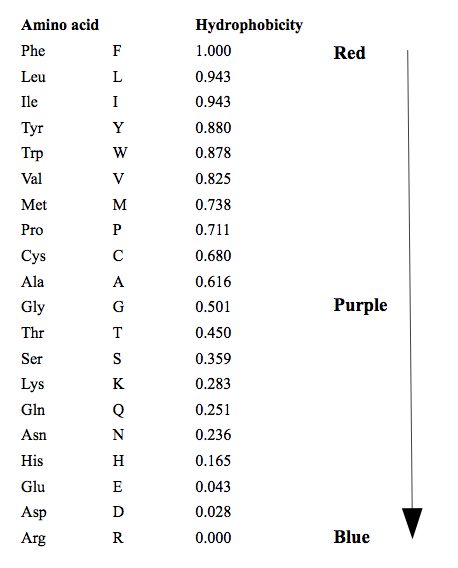 Amino acid Hydrophobicity
Phe F 1.000 Red
Leu L 0.943
Ile I 0.943
Tyr Y 0.880
Trp W 0.878
Val V 0.825
Met M 0.738
Pro P 0.711
Cys C 0.680
Ala A 0.616
Gly G 0.501 Purple
Thr T 0.450
Ser S 0.359
Lys K 0.283
Gln Q 0.251
Asn N 0.236
His H 0.165
Glu E 0.043
Asp D 0.028
Arg R 0.000 Blue